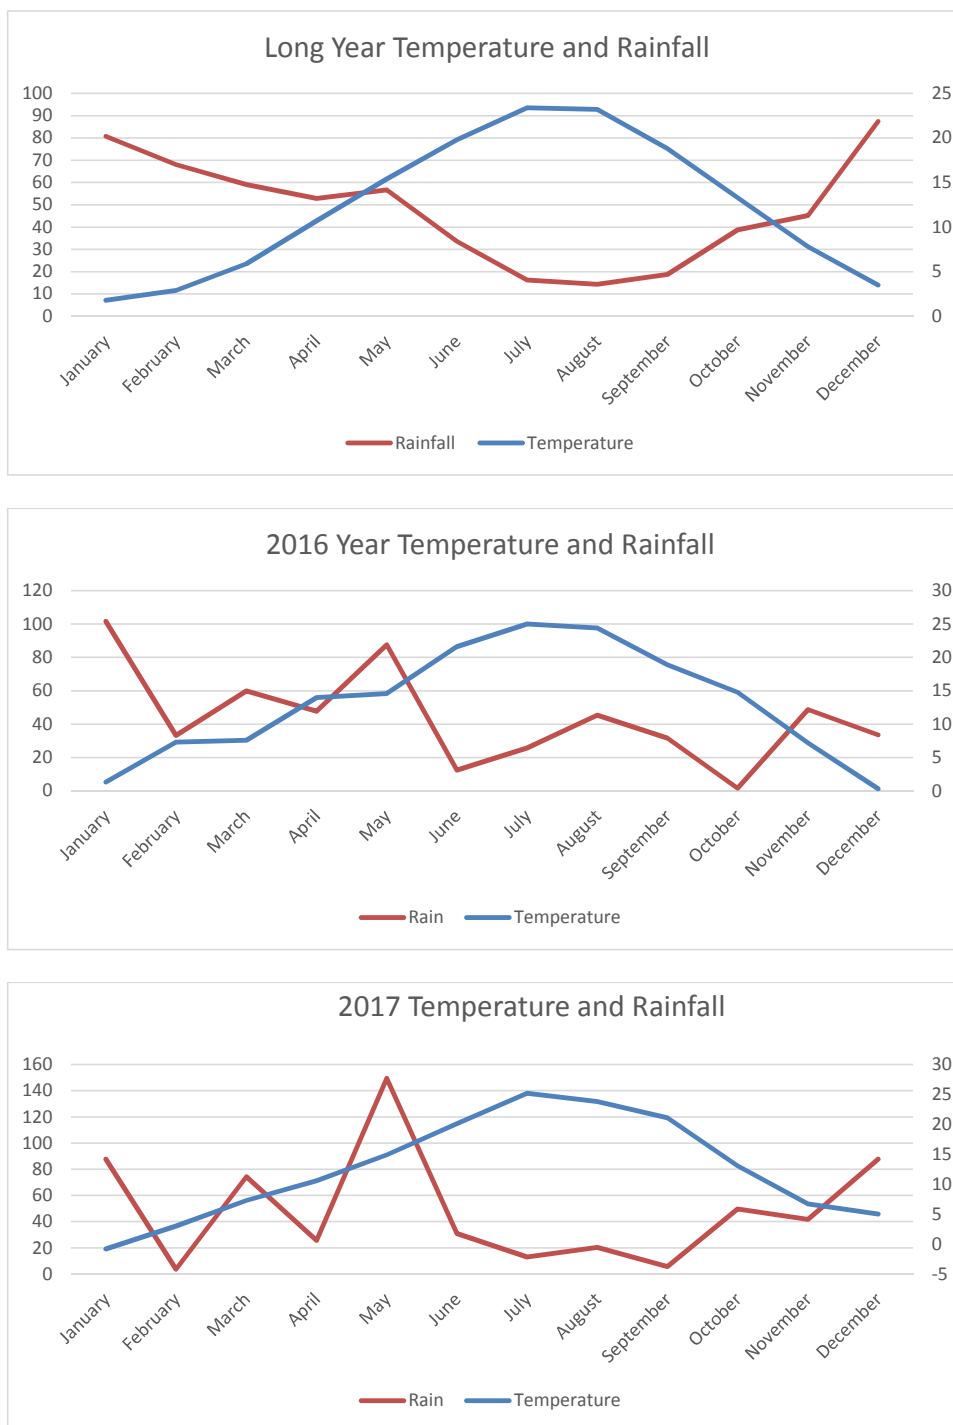 Long Year Temperature and Rainfall
100
90
80
70
60
50
40
30
20
10
0
25
20
15
10
5
0
January
February
March
April
May
June
July
August
September
October
November
December
Rainfall Temperature
2016 Year Temperature and Rainfall
120
100
80
60
40
20
0
30
25
20
15
10
5
0
January
February
March
April
May
June
July
August
September
October
November
December
Rain Temperature
2017 Temperature and Rainfall
160
140
120
100
80
60
40
20
0
30
25
20
15
10
5
0
-5
January
February
March
April
May
June
July
August
September
October
November
December
Rain Temperature